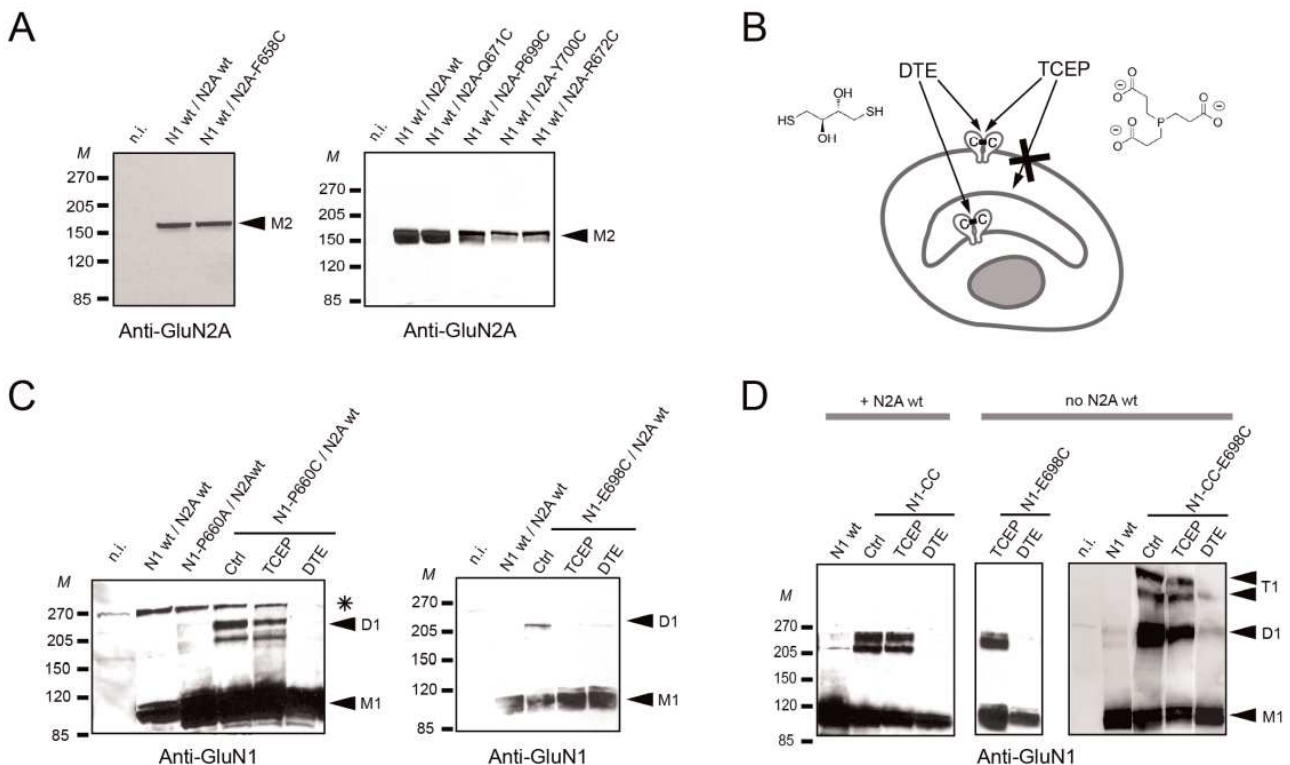 A
n.i.
N1 wt / N2A wt
N1 wt / N2A-F658C
M
270
205
150
120
85
M2
Anti-GluN2A
n.i.
N1 wt / N2A wt
N1 wt / N2A-Q671C
N1 wt / N2A-P699C
N1 wt / N2A-Y700C
N1 wt / N2A-R672C
M
270
205
150
120
85
M2
Anti-GluN2A
B
DTE
TCEP
HS
OH
OH
SH
O
O
⊖
O
O
⊖
P
O
O
⊖
C C
C C
C
n.i.
N1 wt / N2A wt
N1-P660A / N2Awt
N1-P660C / N2A wt
Ctrl
TCEP
DTE
M
270
205
150
120
85
*
D1
M1
Anti-GluN1
n.i.
N1 wt / N2A wt
N1-E698C / N2A wt
Ctrl
TCEP
DTE
M
270
205
150
120
85
D1
M1
Anti-GluN1
D
+ N2A wt
no N2A wt
N1 wt
N1-CC
Ctrl
TCEP
DTE
N1-E698C
TCEP
DTE
n.i.
N1 wt
N1-CC-E698C
Ctrl
TCEP
DTE
M
270
205
150
120
85
T1
D1
M1
Anti-GluN1